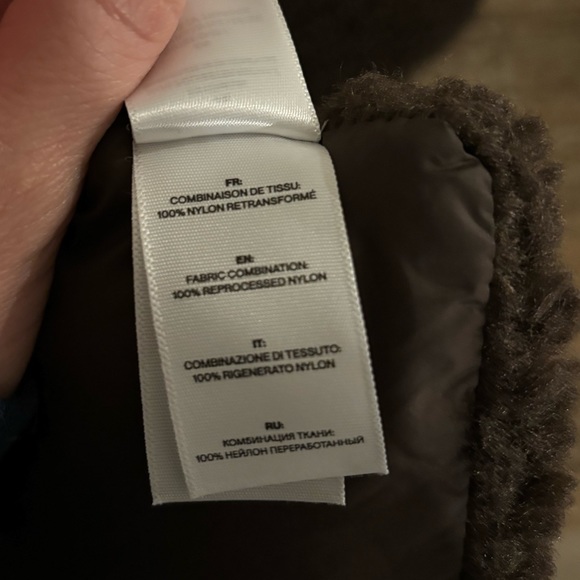 FR:
COMBINAISON DE TISSU:
100% NYLON RETRANSFORMÉ
EN:
FABRIC COMBINATION:
100% REPROCESSED NYLON
IT:
COMBINAZIONE DI TESSUTO:
100% RIGENERATO NYLON
RU:
КОМБИНАЦИЯ ТКАНИ:
100% НЕЙЛОН ПЕРЕРАБОТАННЫЙ